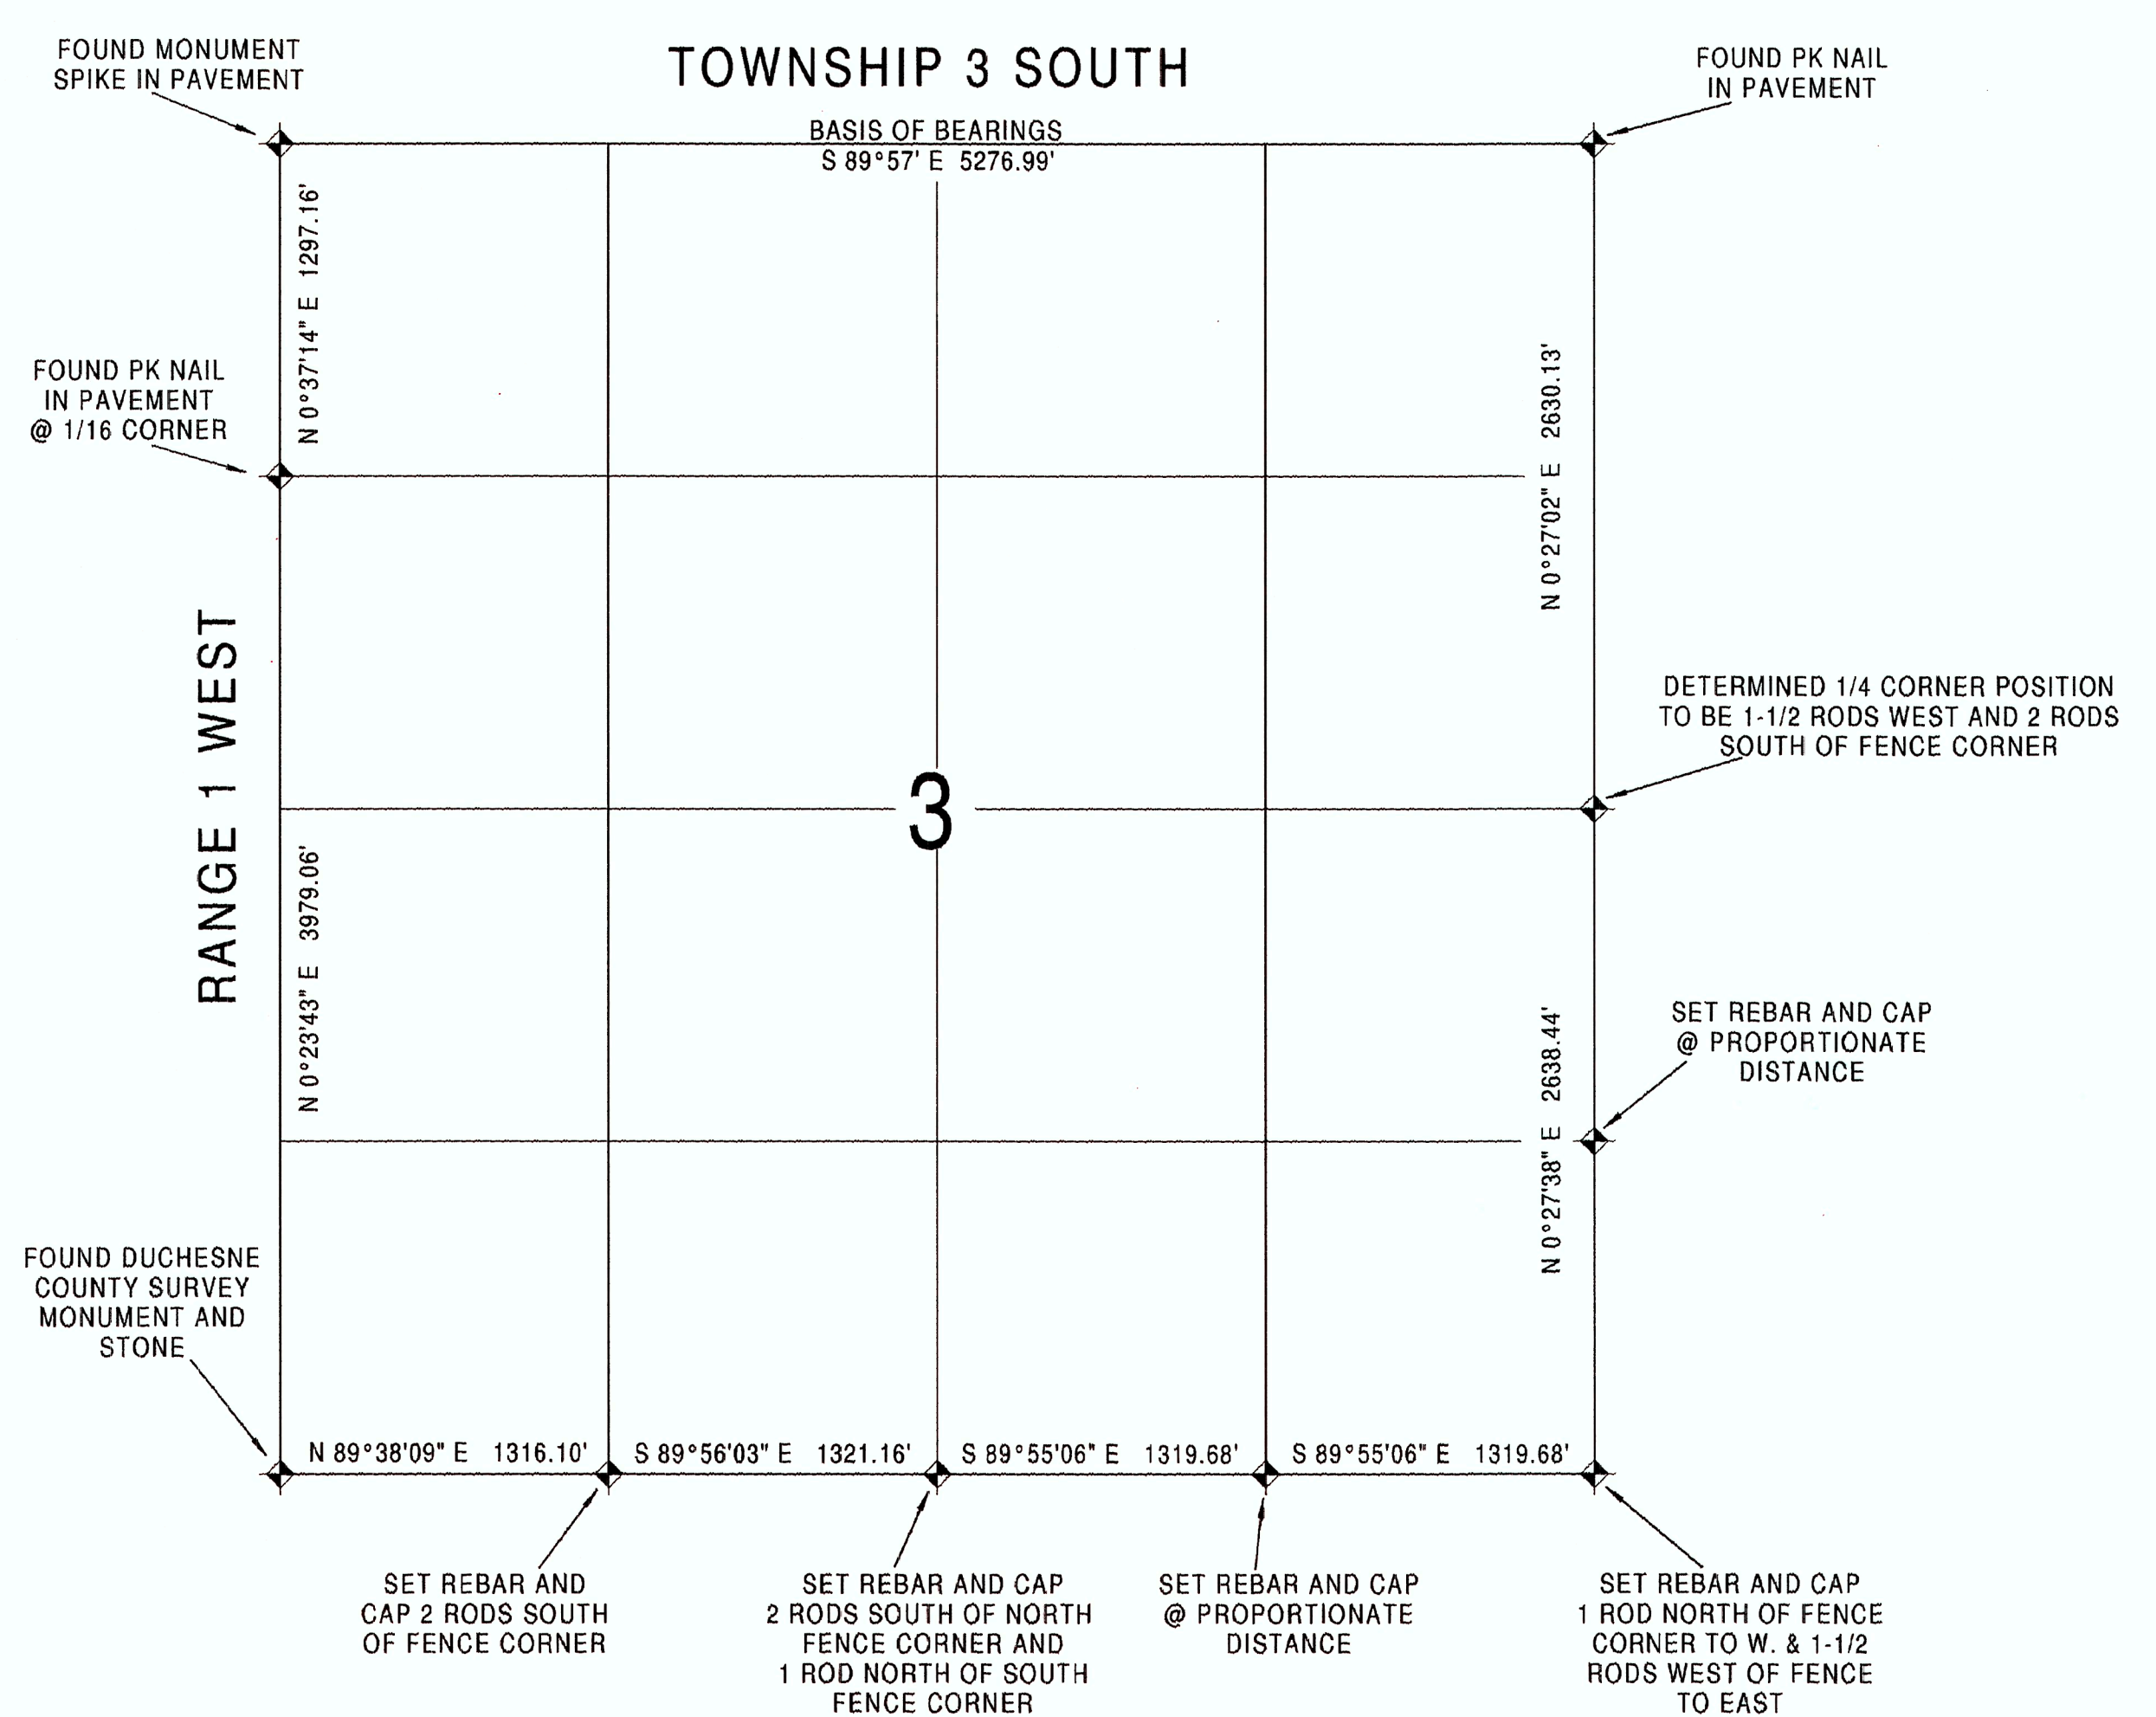 FOUND MONUMENT
SPIKE IN PAVEMENT
TOWNSHIP 3 SOUTH
FOUND PK NAIL
IN PAVEMENT
BASIS OF BEARINGS
S 89°57' E 5276.99'
N 0°37'14" E 1297.16'
FOUND PK NAIL
IN PAVEMENT
@ 1/16 CORNER
N 0°27'02" E 2630.13'
RANGE 1 WEST
DETERMINED 1/4 CORNER POSITION
TO BE 1-1/2 RODS WEST AND 2 RODS
SOUTH OF FENCE CORNER
3
N 0°23'43" E 3979.06'
SET REBAR AND CAP
@ PROPORTIONATE
DISTANCE
N 0°27'38" E 2638.44'
FOUND DUCHESNE
COUNTY SURVEY
MONUMENT AND
STONE
N 89°38'09" E 1316.10'
S 89°56'03" E 1321.16'
S 89°55'06" E 1319.68'
S 89°55'06" E 1319.68'
SET REBAR AND
CAP 2 RODS SOUTH
OF FENCE CORNER
SET REBAR AND CAP
2 RODS SOUTH OF NORTH
FENCE CORNER AND
1 ROD NORTH OF SOUTH
FENCE CORNER
SET REBAR AND CAP
@ PROPORTIONATE
DISTANCE
SET REBAR AND CAP
1 ROD NORTH OF FENCE
CORNER TO W. & 1-1/2
RODS WEST OF FENCE
TO EAST